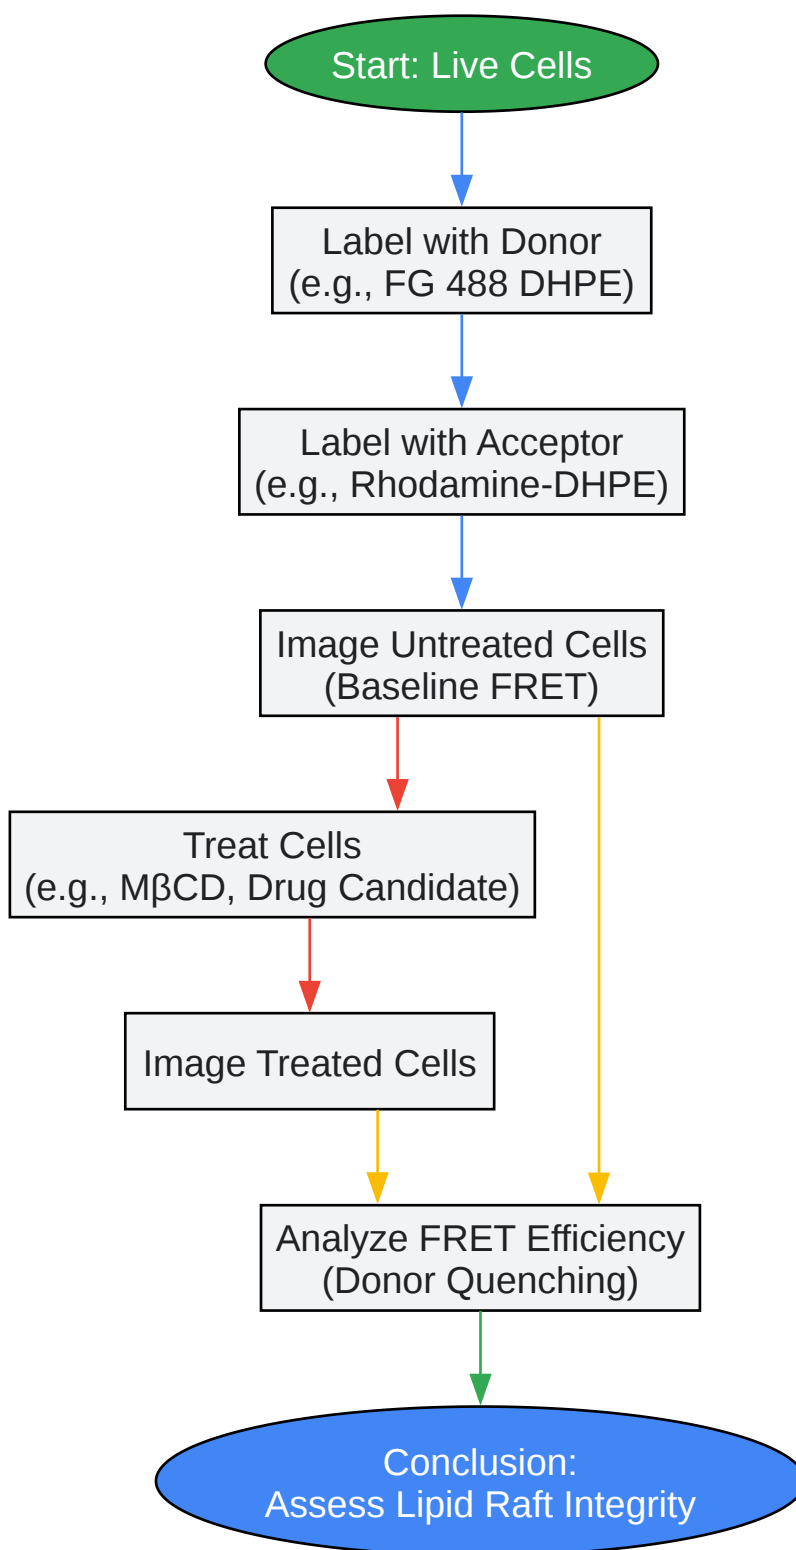 Start: Live Cells
Label with Donor
(e.g., FG 488 DHPE)
Label with Acceptor
(e.g., Rhodamine-DHPE)
Image Untreated Cells
(Baseline FRET)
Treat Cells
(e.g., MβCD, Drug Candidate)
Image Treated Cells
Analyze FRET Efficiency
(Donor Quenching)
Conclusion:
Assess Lipid Raft Integrity